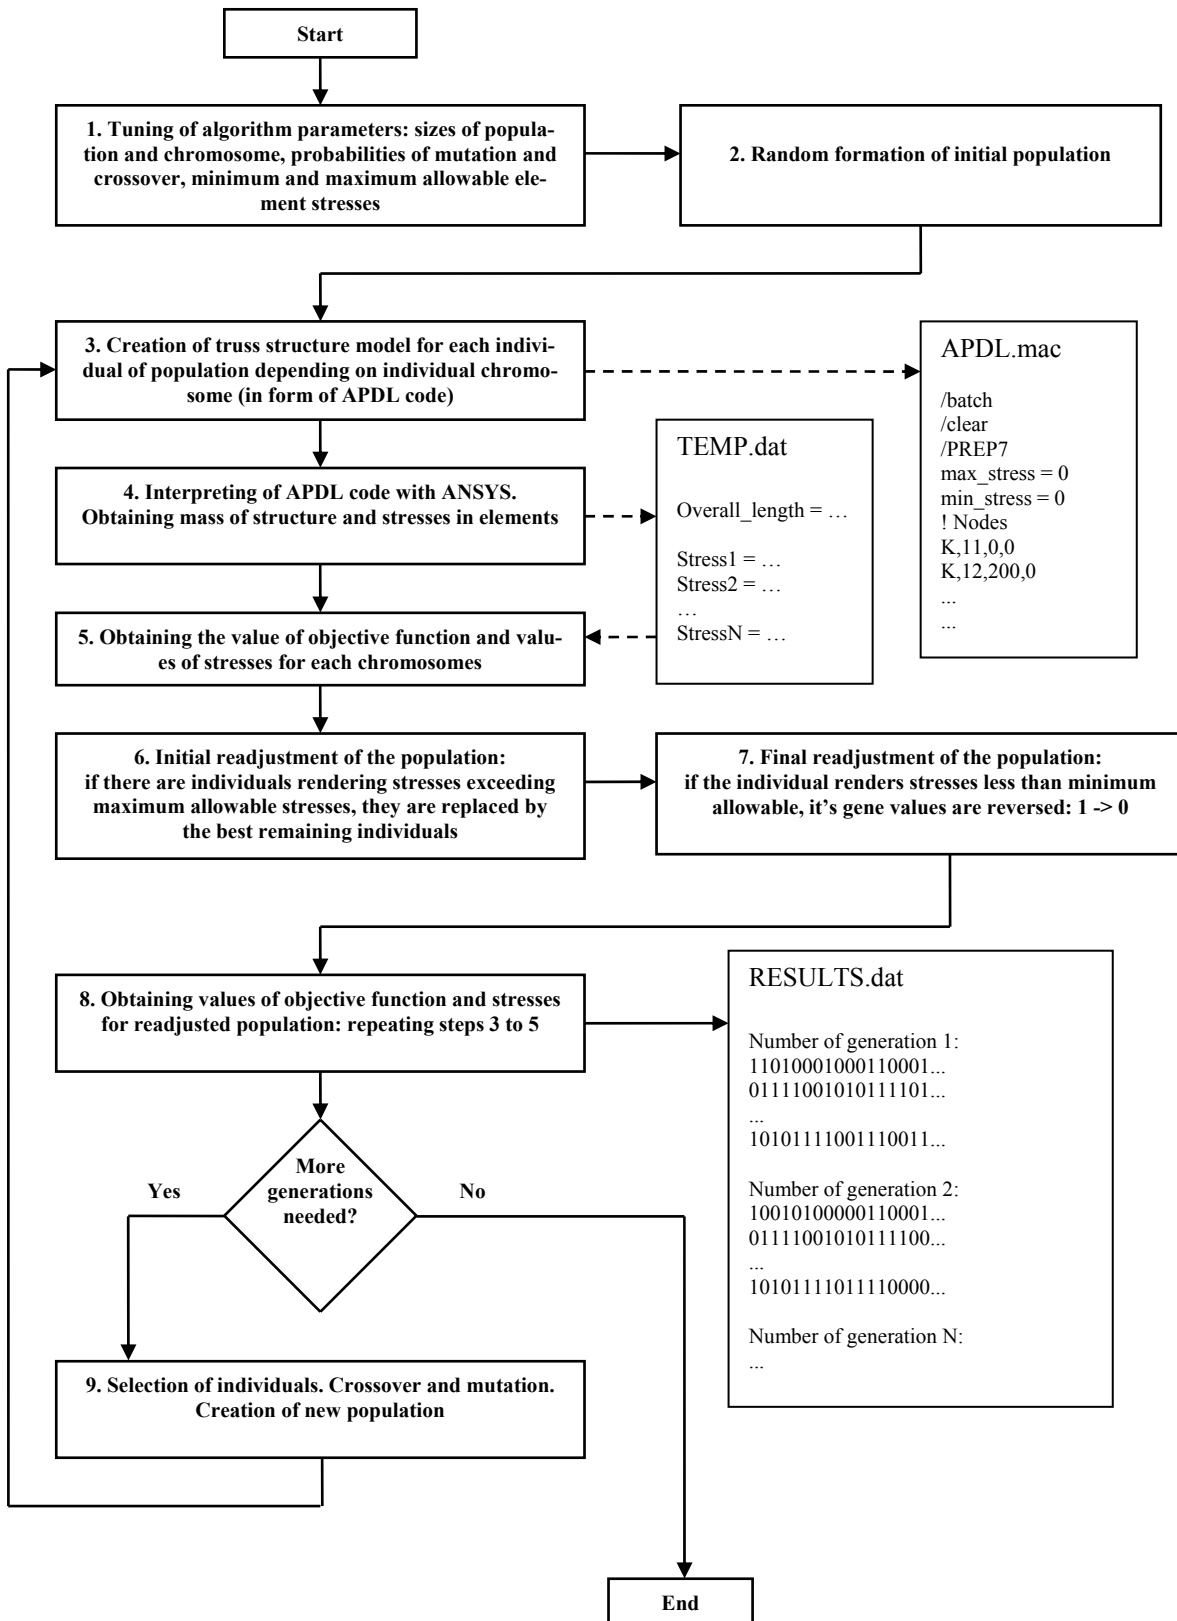 Start
1. Tuning of algorithm parameters: sizes of popula-
tion and chromosome, probabilities of mutation and
crossover, minimum and maximum allowable ele-
ment stresses
2. Random formation of initial population
3. Creation of truss structure model for each indivi-
dual of population depending on individual chromo-
some (in form of APDL code)
APDL.mac
/batch
/clear
/PREP7
max_stress = 0
min_stress = 0
! Nodes
K,11,0,0
K,12,200,0
...
...
TEMP.dat
Overall_length = …
Stress1 = …
Stress2 = …
…
StressN = …
4. Interpreting of APDL code with ANSYS.
Obtaining mass of structure and stresses in elements
5. Obtaining the value of objective function and valu-
es of stresses for each chromosomes
6. Initial readjustment of the population:
if there are individuals rendering stresses exceeding
maximum allowable stresses, they are replaced by
the best remaining individuals
7. Final readjustment of the population:
if the individual renders stresses less than minimum
allowable, it’s gene values are reversed: 1 -> 0
8. Obtaining values of objective function and stresses
for readjusted population: repeating steps 3 to 5
RESULTS.dat
Number of generation 1:
11010001000110001...
01111001010111101...
...
10101111001110011...
Number of generation 2:
10010100000110001...
01111001010111100...
...
10101111011110000...
Number of generation N:
...
More
generations
needed?
Yes
No
9. Selection of individuals. Crossover and mutation.
Creation of new population
End